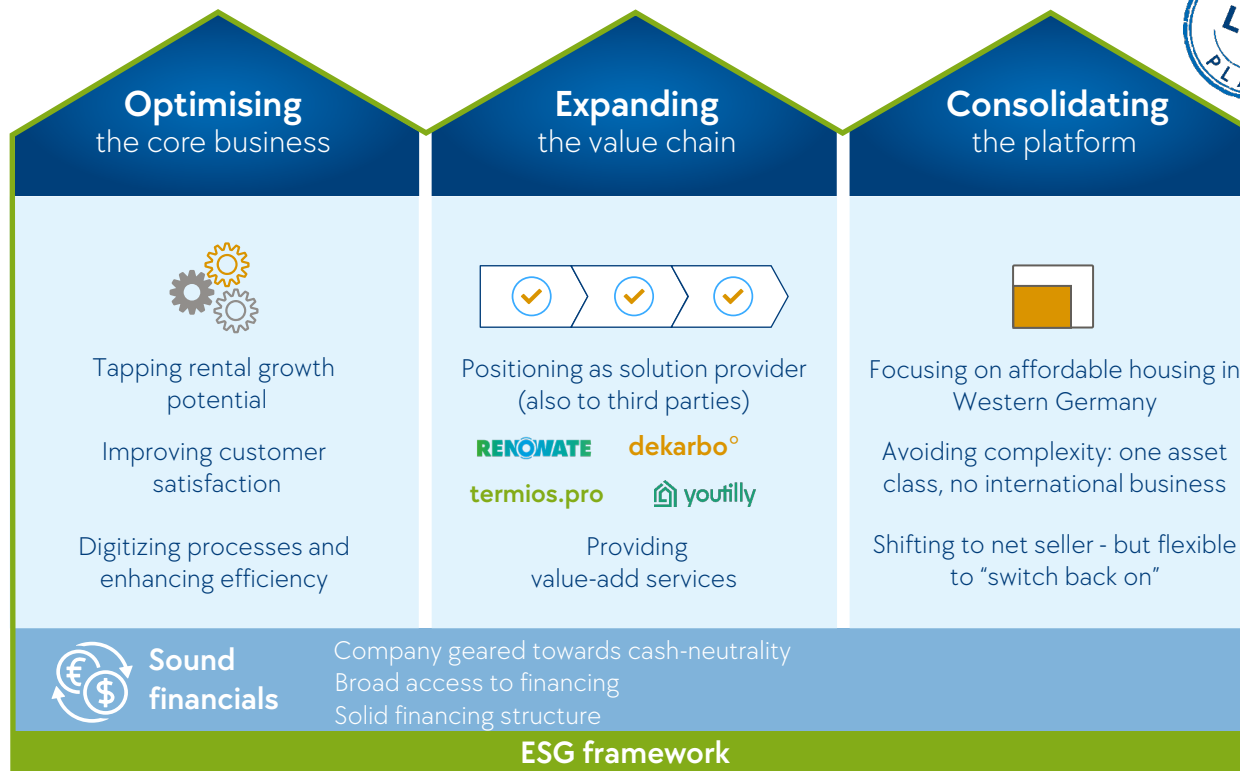 Optimising
the core business
Expanding
the value chain
Consolidating
the platform
Tapping rental growth
potential
Improving customer
satisfaction
Digitizing processes and
enhancing efficiency
Positioning as solution provider
(also to third parties)
RENOWATE
dekarbo°
termios.pro
youtilly
Providing
value-add services
Focusing on affordable housing in
Western Germany
Avoiding complexity: one asset
class, no international business
Shifting to net seller - but flexible
to “switch back on”
€
$
Sound
financials
Company geared towards cash-neutrality
Broad access to financing
Solid financing structure
ESG framework